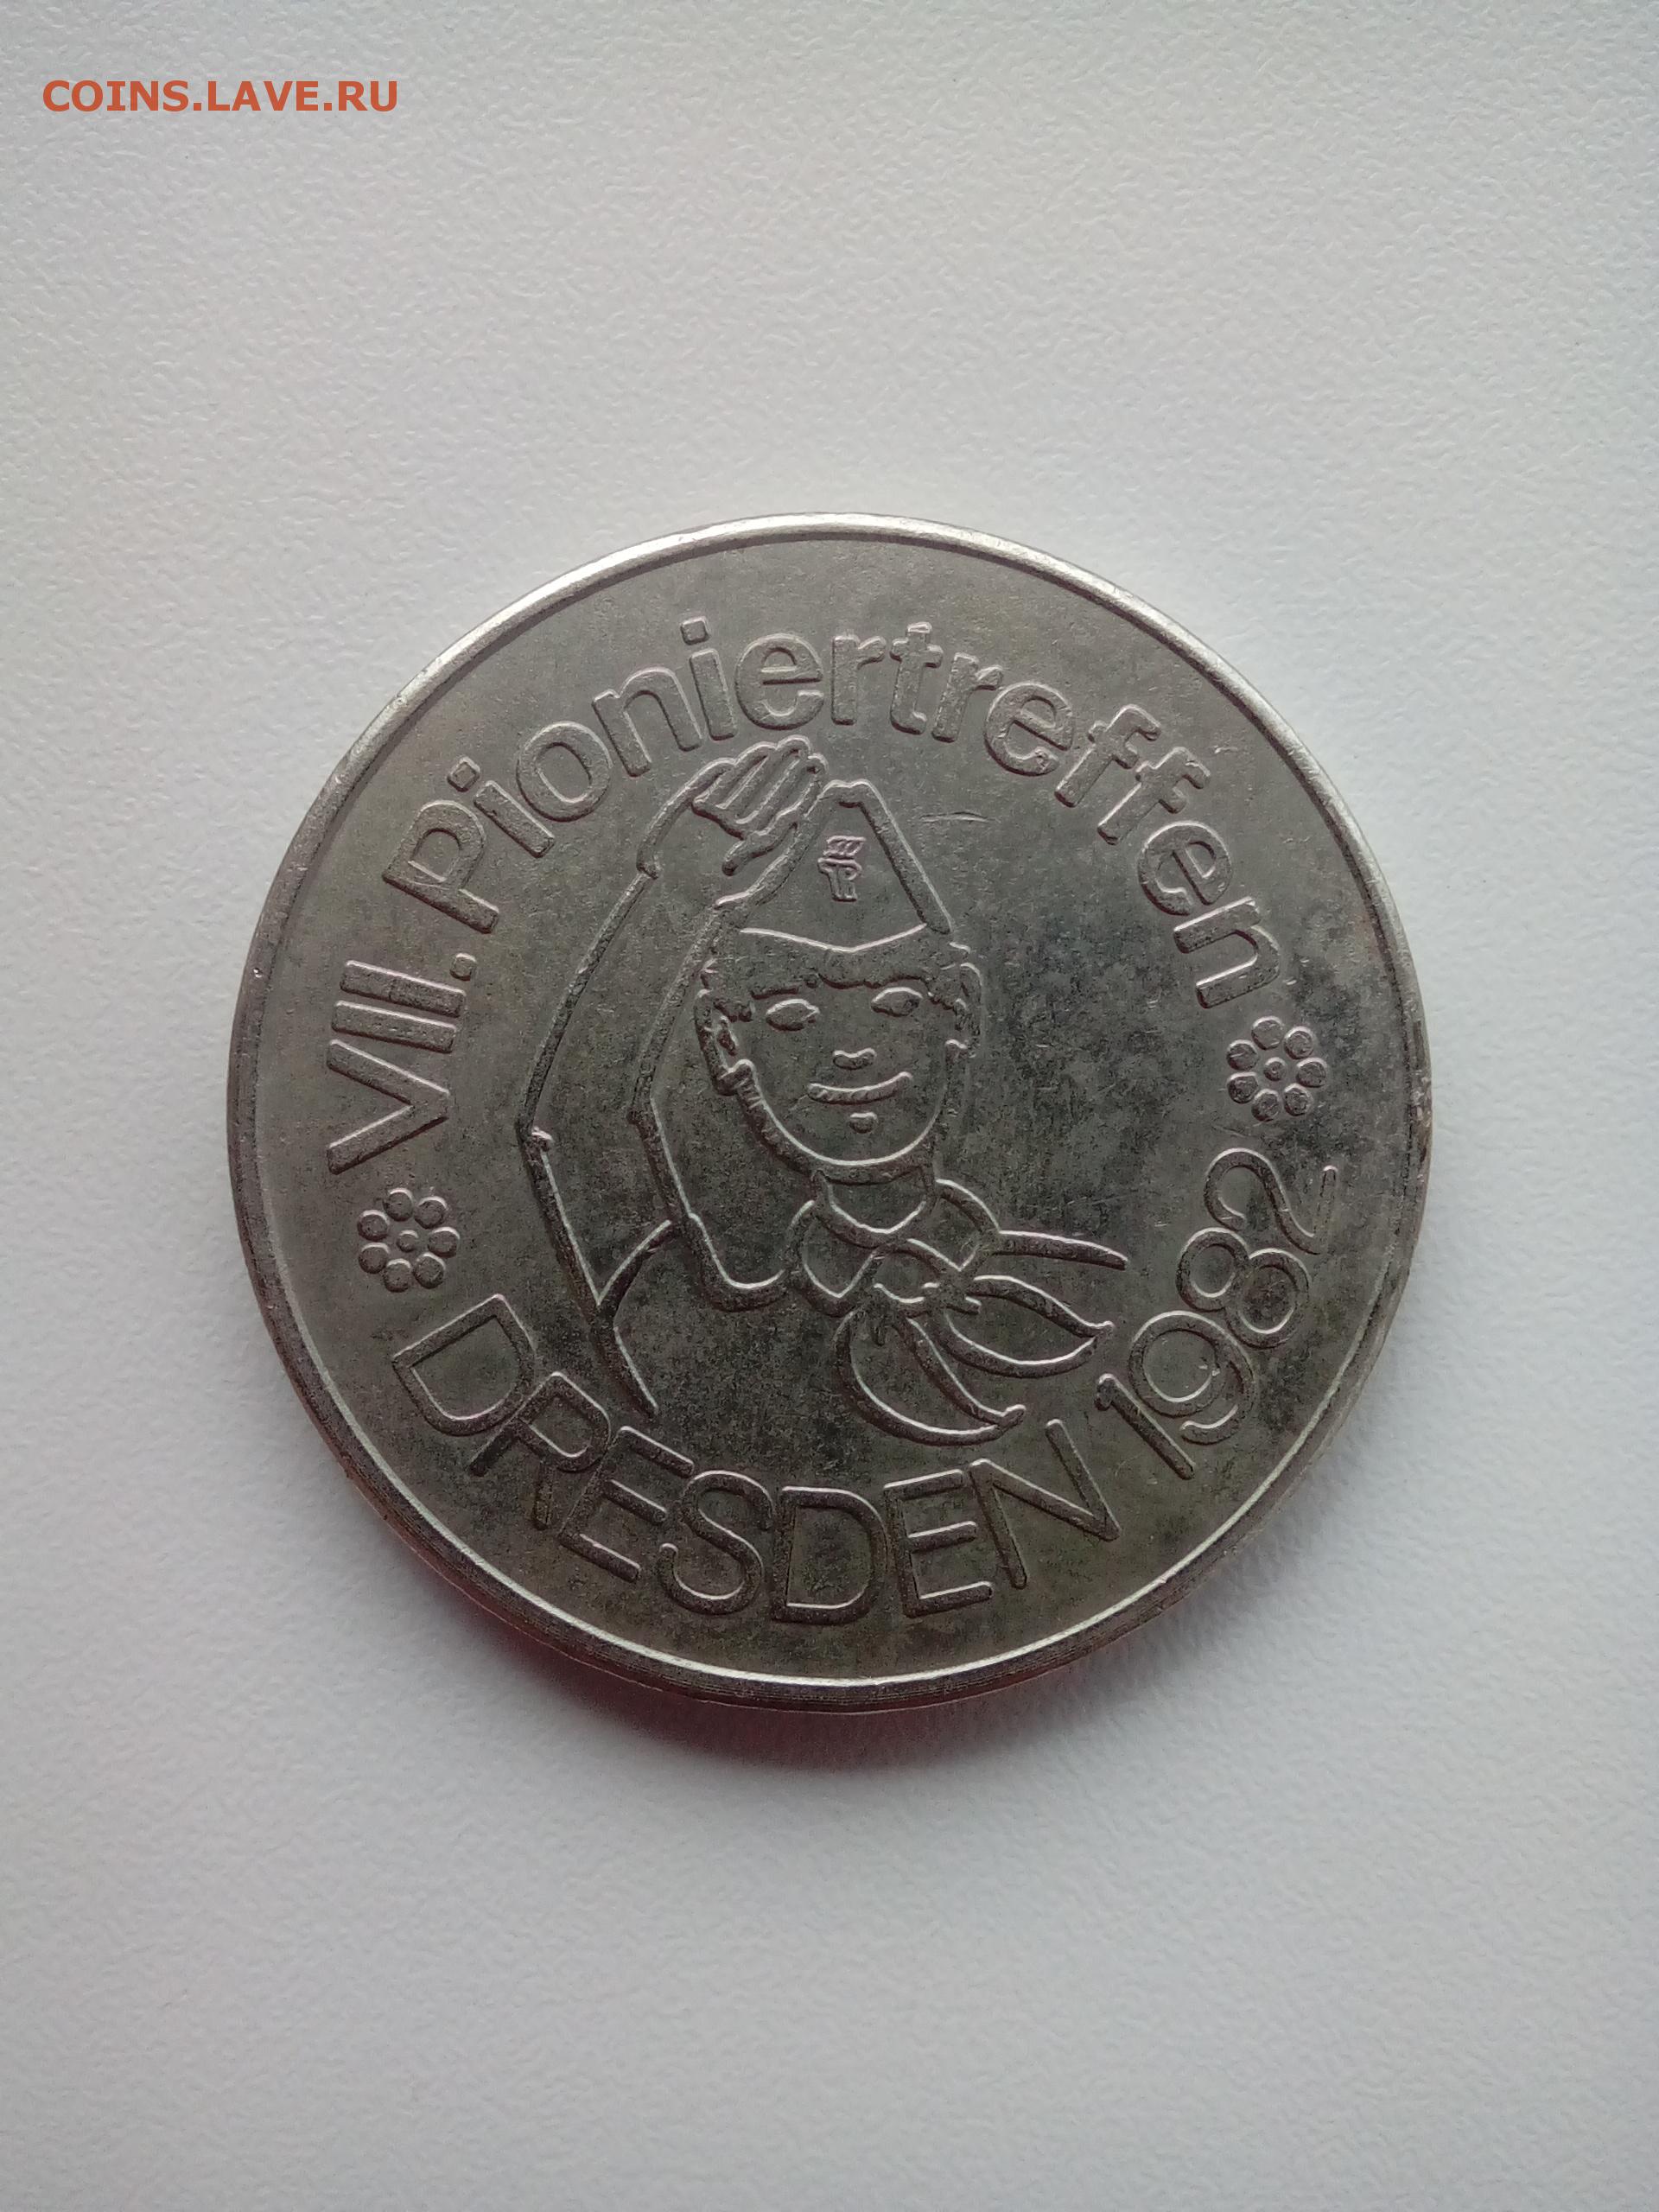 COINS.LAVE.RU
VII. Pioniertreffen
DRESDEN 1982